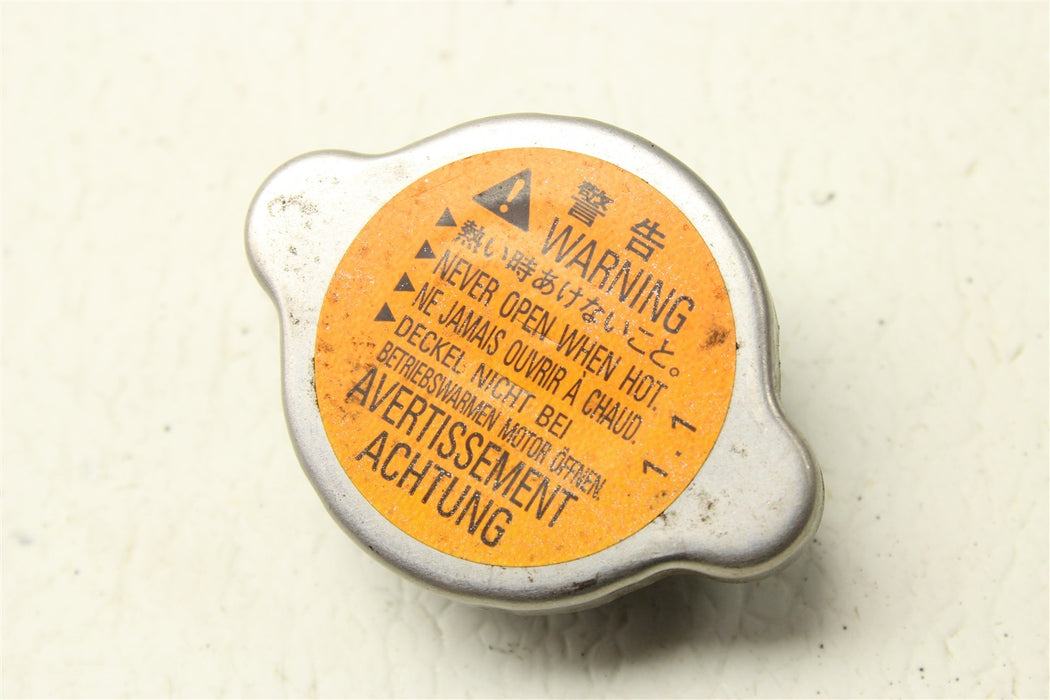 警告
WARNING
熱い時あけないこと。
NEVER OPEN WHEN HOT.
NE JAMAIS OUVRIR À CHAUD.
DECKEL NICHT BEI
BETRIEBSWARMEN MOTOR ÖFFNEN.
AVERTISSEMENT
ACHTUNG
1.1